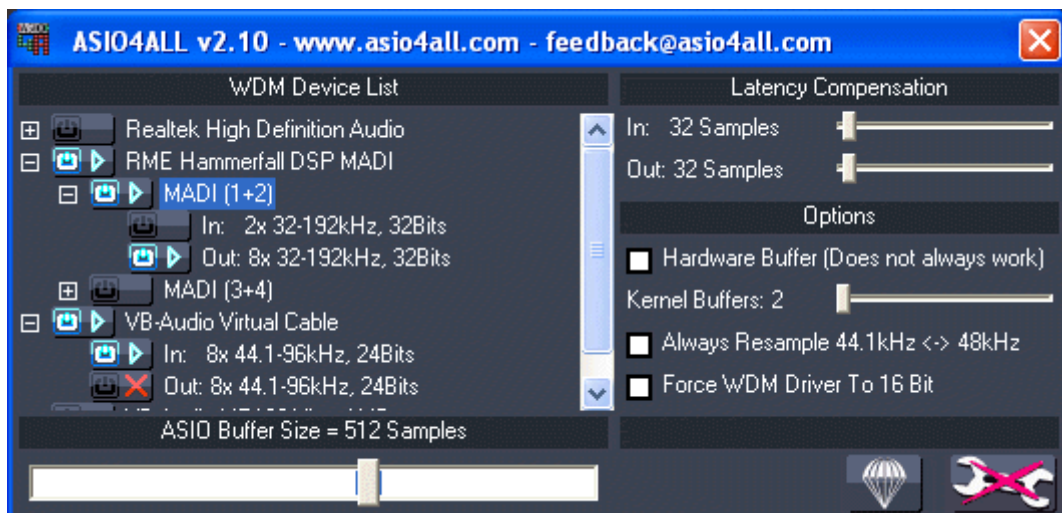 ASIO4ALL v2.10 - www.asio4all.com - feedback@asio4all.com
WDM Device List
Realtek High Definition Audio
RME Hammerfall DSP MADI
MADI (1+2)
In: 2x 32-192kHz, 32Bits
Out: 8x 32-192kHz, 32Bits
MADI (3+4)
VB-Audio Virtual Cable
In: 8x 44.1-96kHz, 24Bits
Out: 8x 44.1-96kHz, 24Bits
ASIO Buffer Size = 512 Samples
Latency Compensation
In: 32 Samples
Out: 32 Samples
Options
Hardware Buffer (Does not always work)
Kernel Buffers: 2
Always Resample 44.1kHz <-> 48kHz
Force WDM Driver To 16 Bit